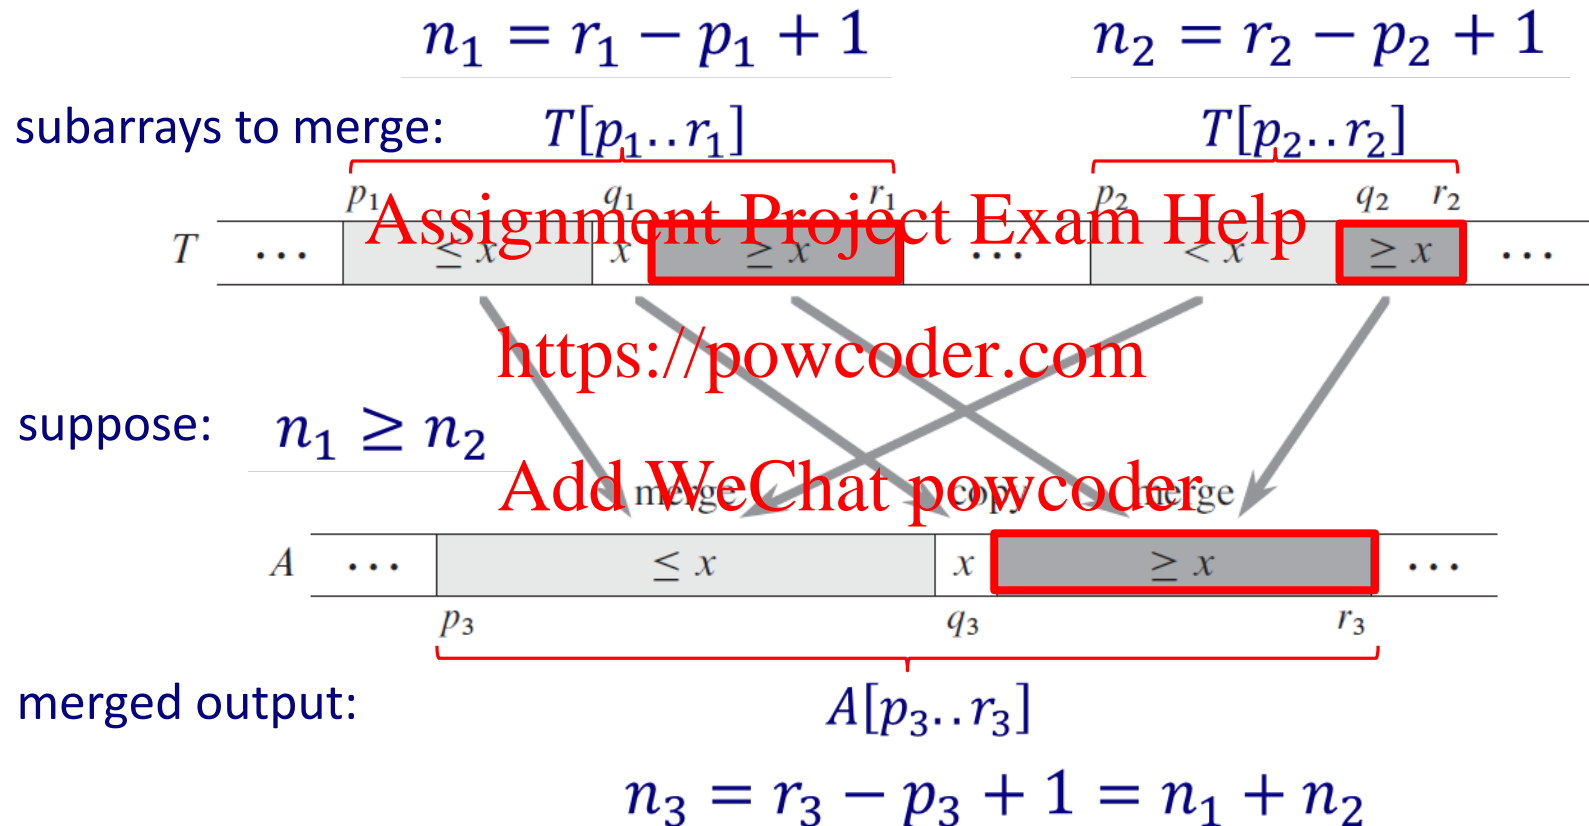 n₁ = r₁ − p₁ + 1 n₂ = r₂ − p₂ + 1
subarrays to merge: T[p₁..r₁] T[p₂..r₂]
p₁ q₁ r₁ p₂ q₂ r₂
Assignment Project Exam Help
T ··· ≤ x x ≥ x ··· < x ≥ x ···
https://powcoder.com
suppose: n₁ ≥ n₂
Add WeChat powcoder
merge copy merge
A ··· ≤ x x ≥ x ···
p₃ q₃ r₃
merged output: A[p₃..r₃]
n₃ = r₃ − p₃ + 1 = n₁ + n₂